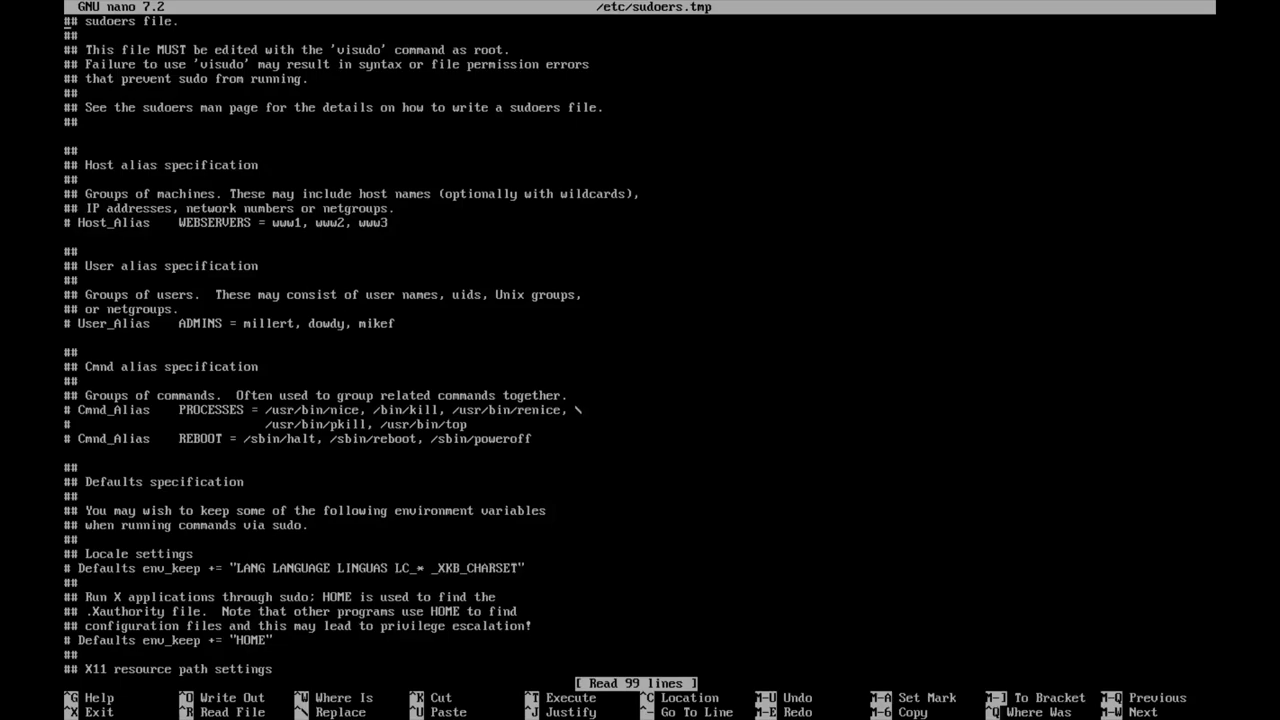 GNU nano 7.2 /etc/sudoers.tmp
## sudoers file.
##
## This file MUST be edited with the 'visudo' command as root.
## Failure to use 'visudo' may result in syntax or file permission errors
## that prevent sudo from running.
##
## See the sudoers man page for the details on how to write a sudoers file.
##
##
## Host alias specification
##
## Groups of machines. These may include host names (optionally with wildcards),
## IP addresses, network numbers or netgroups.
# Host_Alias WEBSERVERS = www1, www2, www3
##
## User alias specification
##
## Groups of users. These may consist of user names, uids, Unix groups,
## or netgroups.
# User_Alias ADMINS = millert, dowdy, mikef
##
## Cmnd alias specification
##
## Groups of commands. Often used to group related commands together.
# Cmnd_Alias PROCESSES = /usr/bin/nice, /bin/kill, /usr/bin/renice, \
# /usr/bin/pkill, /usr/bin/top
# Cmnd_Alias REBOOT = /sbin/halt, /sbin/reboot, /sbin/poweroff
##
## Defaults specification
##
## You may wish to keep some of the following environment variables
## when running commands via sudo.
##
## Locale settings
# Defaults env_keep += "LANG LANGUAGE LINGUAS LC_* _XKB_CHARSET"
##
## Run X applications through sudo; HOME is used to find the
## .Xauthority file. Note that other programs use HOME to find
## configuration files and this may lead to privilege escalation!
# Defaults env_keep += "HOME"
##
## X11 resource path settings
[ Read 99 lines ]
^G Help ^O Write Out ^W Where Is ^K Cut ^T Execute ^C Location M-U Undo M-A Set Mark M-] To Bracket M-Q Previous
^X Exit ^R Read File ^\ Replace ^U Paste ^J Justify ^_ Go To Line M-E Redo M-6 Copy ^Q Where Was M-W Next